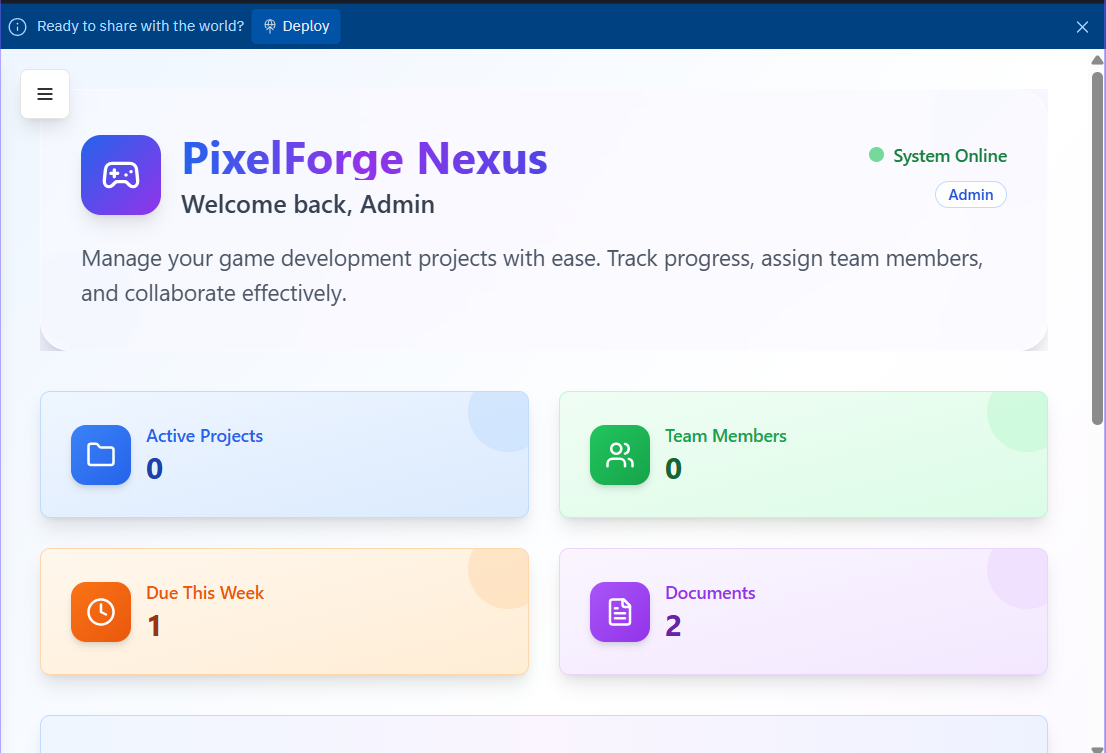 Ready to share with the world? Deploy
PixelForge Nexus
Welcome back, Admin
System Online
Admin
Manage your game development projects with ease. Track progress, assign team members,
and collaborate effectively.
Active Projects
0
Team Members
0
Due This Week
1
Documents
2